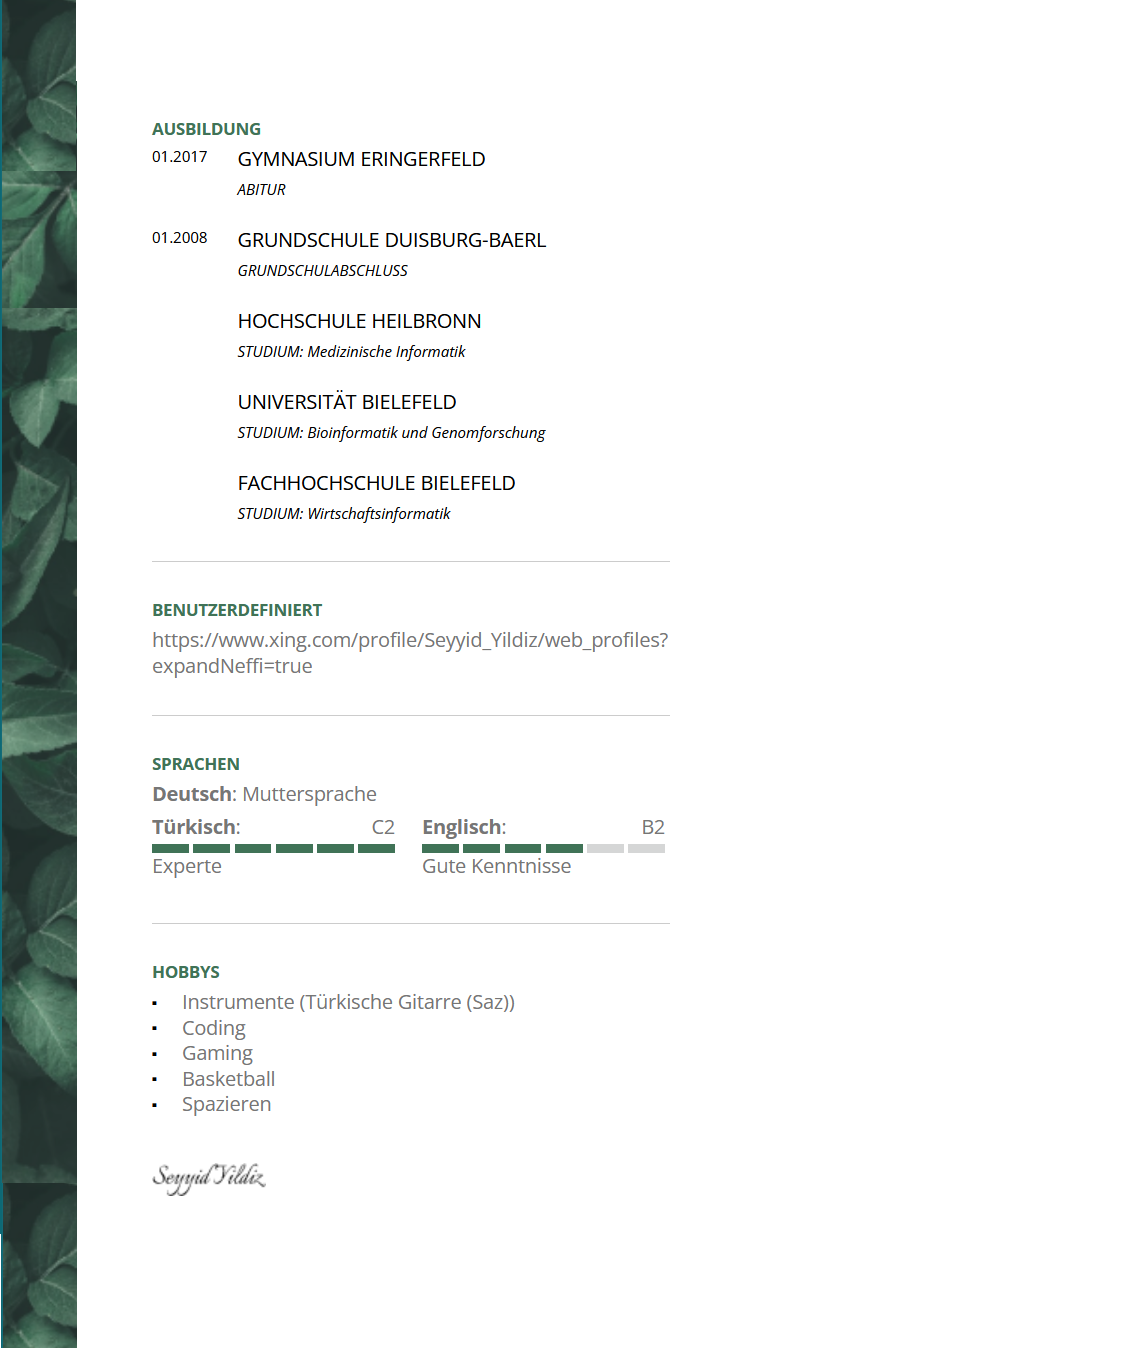 AUSBILDUNG
01.2017 GYMNASIUM ERINGERFELD
ABITUR
01.2008 GRUNDSCHULE DUISBURG-BAERL
GRUNDSCHULABSCHLUSS
HOCHSCHULE HEILBRONN
STUDIUM: Medizinische Informatik
UNIVERSITÄT BIELEFELD
STUDIUM: Bioinformatik und Genomforschung
FACHHOCHSCHULE BIELEFELD
STUDIUM: Wirtschaftsinformatik
BENUTZERDEFINIERT
https://www.xing.com/profile/Seyyid_Yildiz/web_profiles?
expandNeffi=true
SPRACHEN
Deutsch: Muttersprache
Türkisch: C2 Englisch: B2
Experte Gute Kenntnisse
HOBBYS
▪ Instrumente (Türkische Gitarre (Saz))
▪ Coding
▪ Gaming
▪ Basketball
▪ Spazieren
Seyyid Yildiz